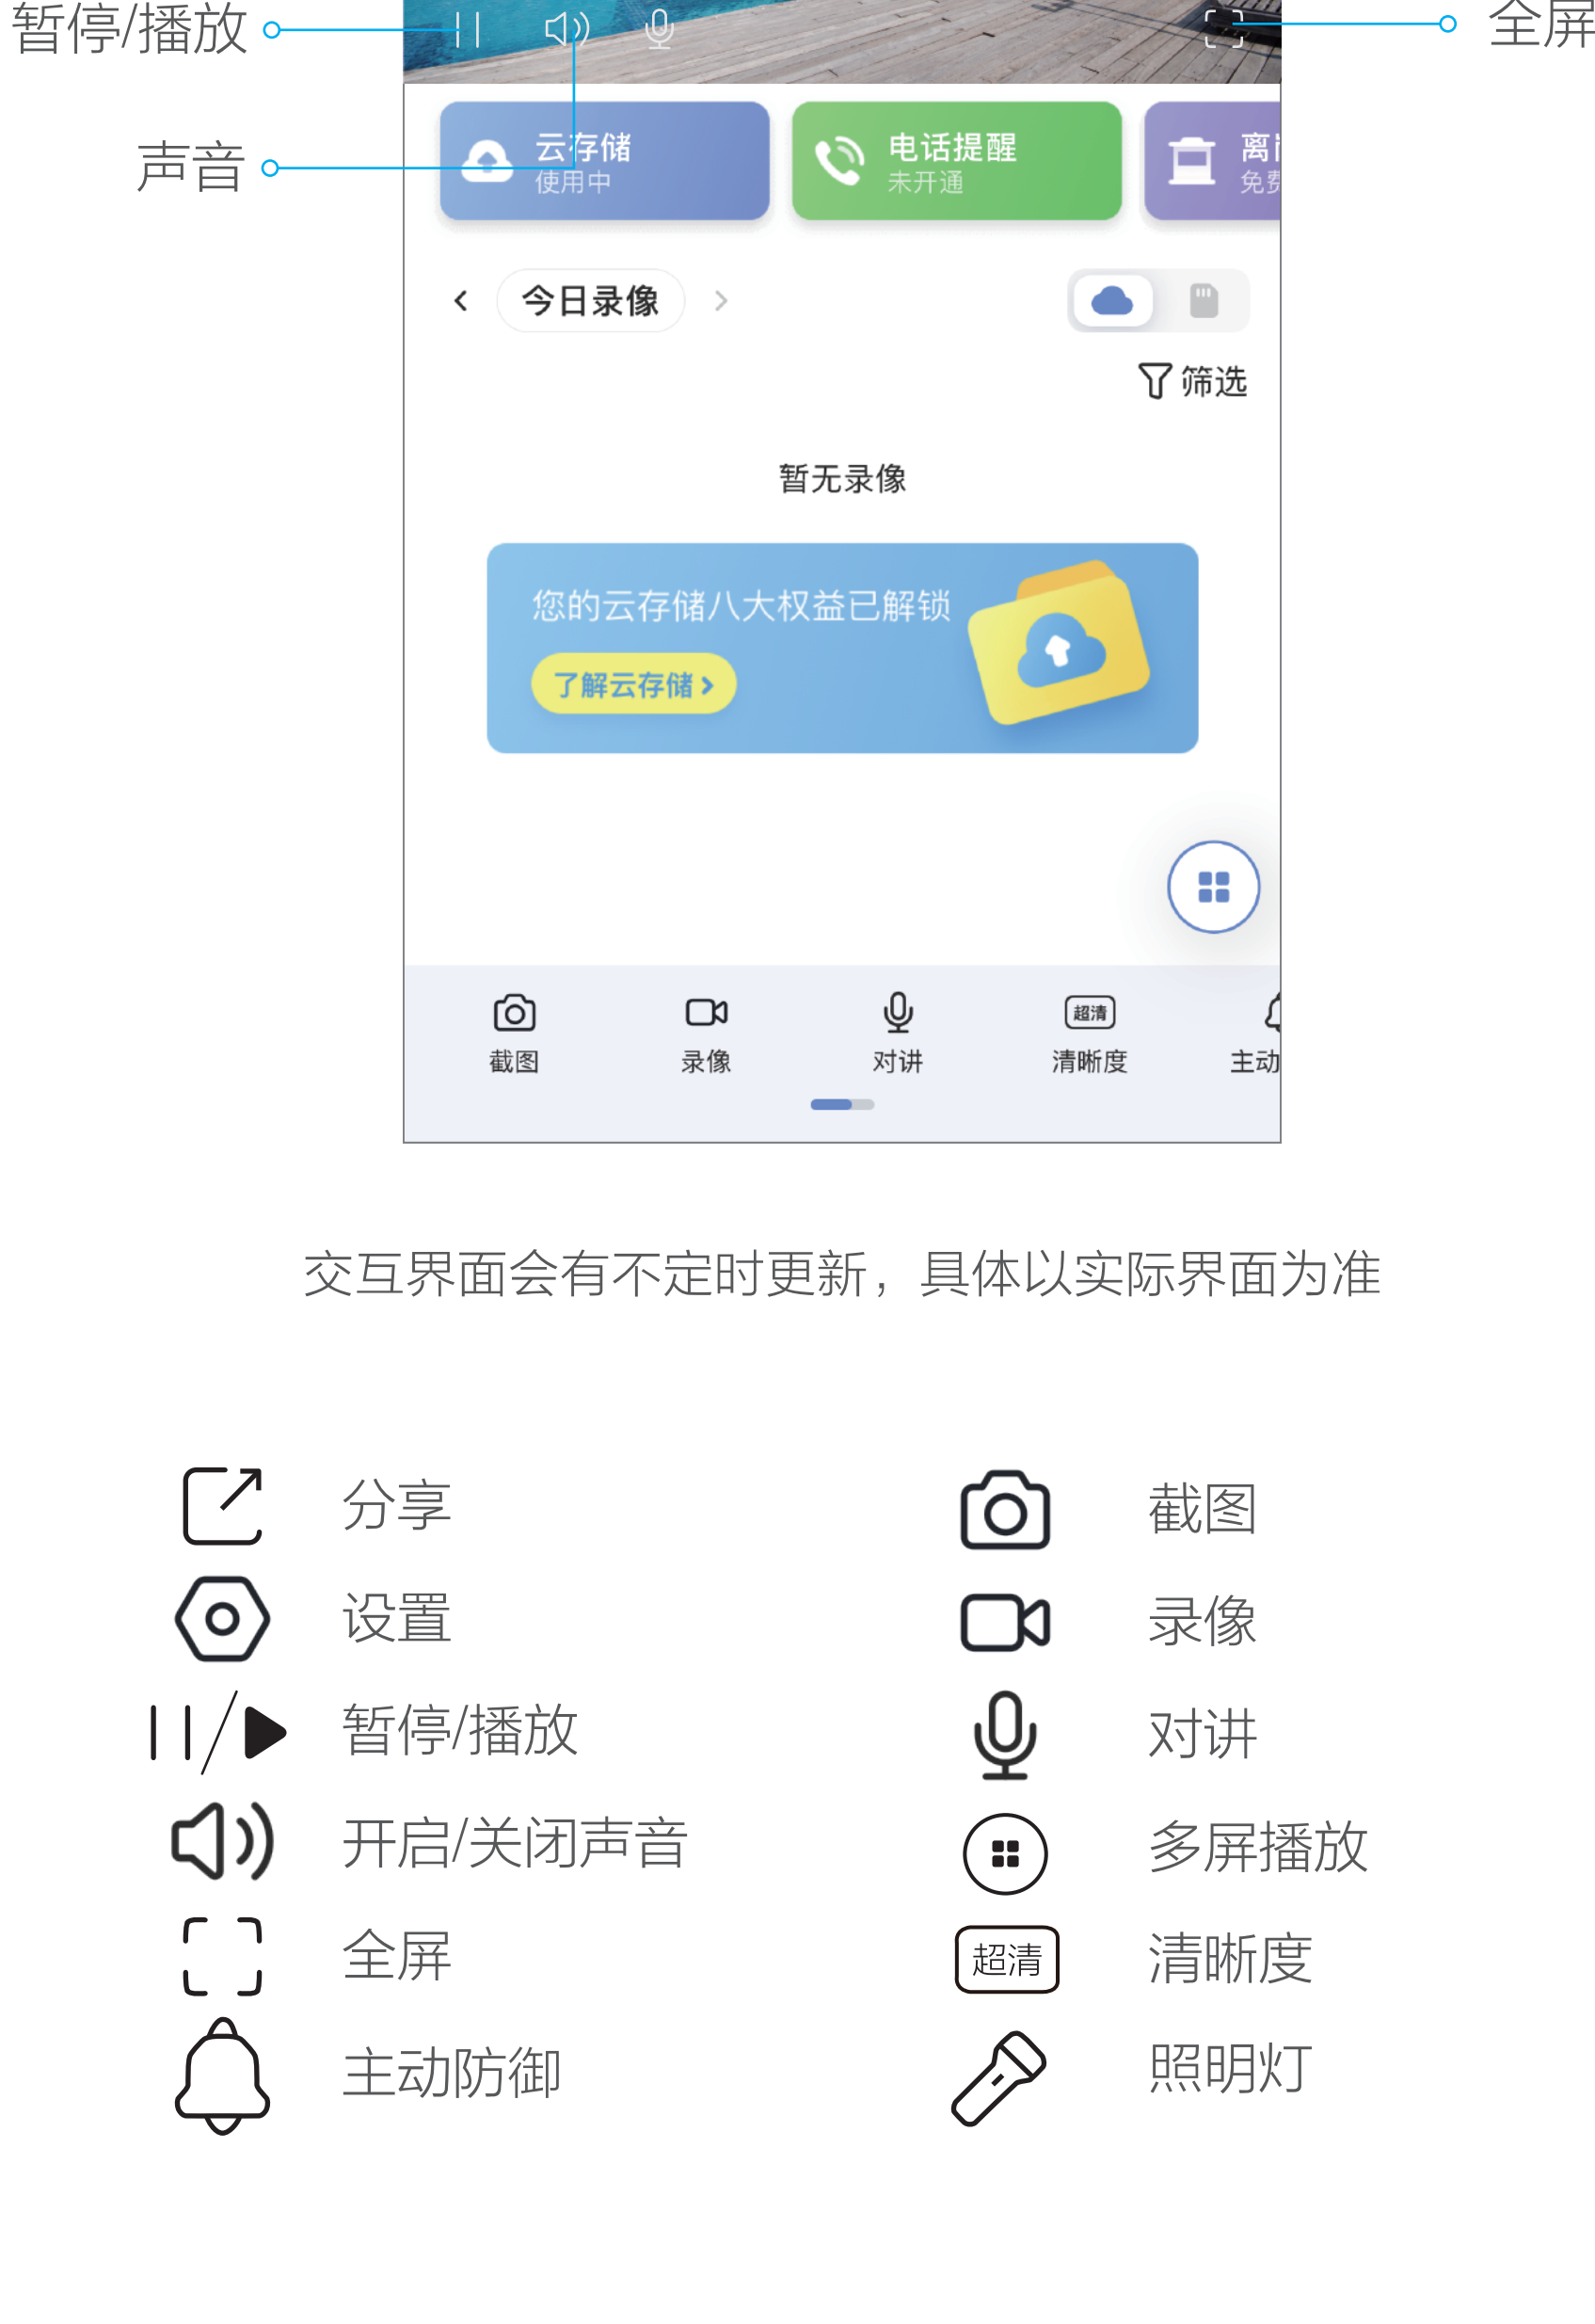 暂停/播放
全屏
声音
云存储
使用中
电话提醒
未开通
离
免费
今日录像
筛选
暂无录像
您的云存储八大权益已解锁
了解云存储
超清
截图
录像
对讲
清晰度
主动
交互界面会有不定时更新，具体以实际界面为准
分享
截图
设置
录像
暂停/播放
对讲
开启/关闭声音
多屏播放
全屏
超清
清晰度
主动防御
照明灯